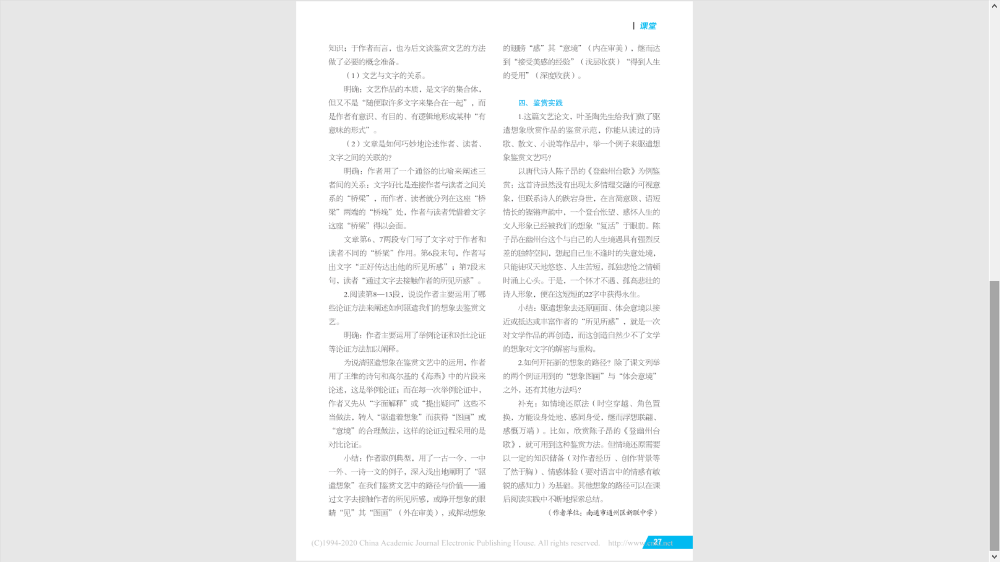 课堂
知识；于作者而言，也为后文谈鉴赏文艺的方法
做了必要的概念准备。
（1）文艺与文字的关系。
明确：文艺作品的本质，是文字的集合体，
但又不是“随便取许多文字来集合在一起”，而
是作者有意识、有目的、有逻辑地形成某种“有
意味的形式”。
（2）文章是如何巧妙地论述作者、读者、
文字之间的关联的？
明确：作者用了一个通俗的比喻来阐述三
者间的关系：文字好比是连接作者与读者之间关
系的“桥梁”，而作者、读者就分列在这座“桥
梁”两端的“桥堍”处，作者与读者凭借着文字
这座“桥梁”得以会面。
文章第6、7两段专门写了文字对于作者和
读者不同的“桥梁”作用。第6段末句，作者写
出文字“正好传达出他的所见所感”；第7段末
句，读者“通过文字去接触作者的所见所感”。
2.阅读第8—13段，说说作者主要运用了哪
些论证方法来阐述如何驱遣我们的想象去鉴赏文
艺。
明确：作者主要运用了举例论证和对比论证
等论证方法加以阐释。
为说清驱遣想象在鉴赏文艺中的运用，作者
用了王维的诗句和高尔基的《海燕》中的片段来
论述，这是举例论证；而在每一次举例论证中，
作者又先从“字面解释”或“提出疑问”这些不
当做法，转入“驱遣着想象”而获得“图画”或
“意境”的合理做法，这样的论证过程采用的是
对比论证。
小结：作者取例典型，用了一古一今、一中
一外、一诗一文的例子，深入浅出地阐明了“驱
遣想象”在我们鉴赏文艺中的路径与价值——通
过文字去接触作者的所见所感，或睁开想象的眼
睛“见”其“图画”（外在审美），或挥动想象
的翅膀“感”其“意境”（内在审美），继而达
到“接受美感的经验”（浅层收获）“得到人生
的受用”（深度收获）。
四、鉴赏实践
1.这篇文艺论文，叶圣陶先生给我们做了驱
遣想象欣赏作品的鉴赏示范，你能从读过的诗
歌、散文、小说等作品中，举一个例子来驱遣想
象鉴赏文艺吗？
以唐代诗人陈子昂的《登幽州台歌》为例鉴
赏：这首诗虽然没有出现太多情理交融的可视意
象，但联系诗人的跌宕身世，在言简意赅、语短
情长的铿锵声韵中，一个登台怅望、感怀人生的
文人形象已经被我们的想象“复活”于眼前。陈
子昂在幽州台这个与自己的人生境遇具有强烈反
差的独特空间，想起自己生不逢时的失意处境，
只能徒叹天地悠悠、人生苦短，孤独悲怆之情顿
时涌上心头。于是，一个怀才不遇、孤高悲壮的
诗人形象，便在这短短的22字中获得永生。
小结：驱遣想象去还原画面、体会意境以接
近或抵达或丰富作者的“所见所感”，就是一次
对文学作品的再创造，而这创造自然少不了文学
的想象对文字的解密与重构。
2.如何开拓新的想象的路径？除了课文列举
的两个例证用到的“想象图画”与“体会意境”
之外，还有其他方法吗？
补充：如情境还原法（时空穿越、角色置
换，方能设身处地、感同身受，继而浮想联翩、
感慨万端）。比如，欣赏陈子昂的《登幽州台
歌》，就可用到这种鉴赏方法。但情境还原需要
以一定的知识储备（对作者经历 、创作背景等
了然于胸）、情感体验（要对语言中的情感有敏
锐的感知力）为基础。其他想象的路径可以在课
后阅读实践中不断地探索总结。
（作者单位：南通市通州区新联中学）
27
(C)1994-2020 China Academic Journal Electronic Publishing House. All rights reserved. http://www.cnki.net